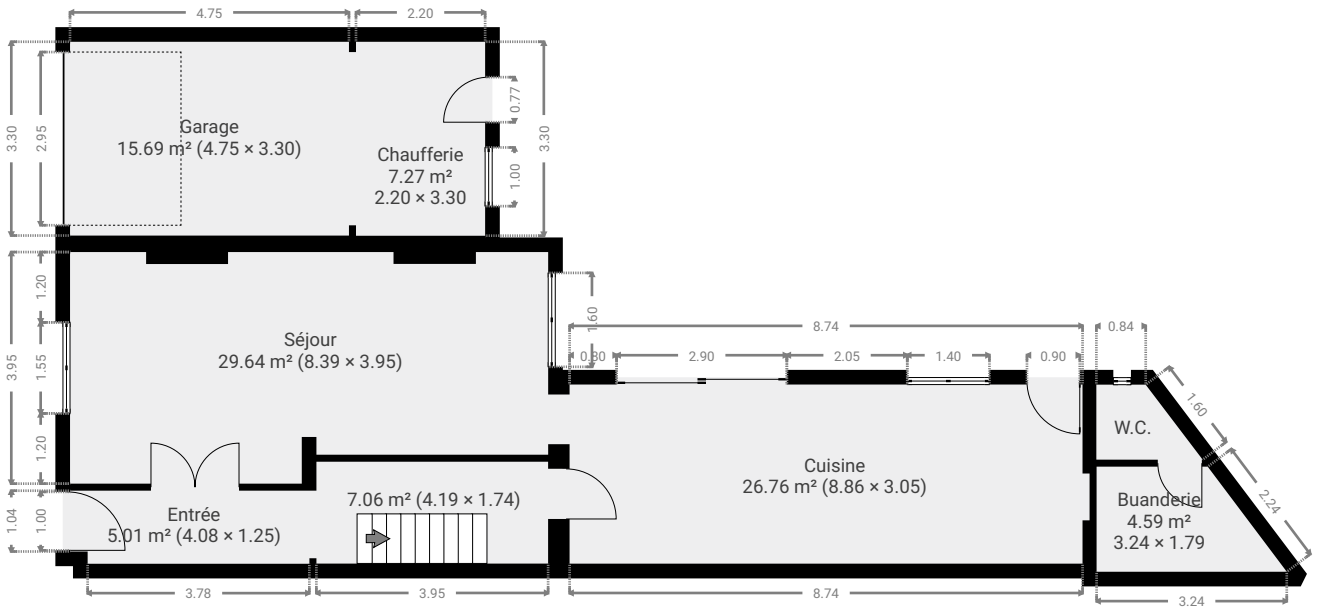 4.75
2.20
3.30
2.95
Garage
15.69 m² (4.75 × 3.30)
Chaufferie
7.27 m²
2.20 × 3.30
0.77
1.00
3.30
1.20
3.95
1.55
1.20
Séjour
29.64 m² (8.39 × 3.95)
1.60
8.74
0.84
0.80
2.90
2.05
1.40
0.90
1.60
W.C.
2.24
Cuisine
26.76 m² (8.86 × 3.05)
7.06 m² (4.19 × 1.74)
Entrée
5.01 m² (4.08 × 1.25)
1.04
1.00
Buanderie
4.59 m²
3.24 × 1.79
3.78
3.95
8.74
3.24